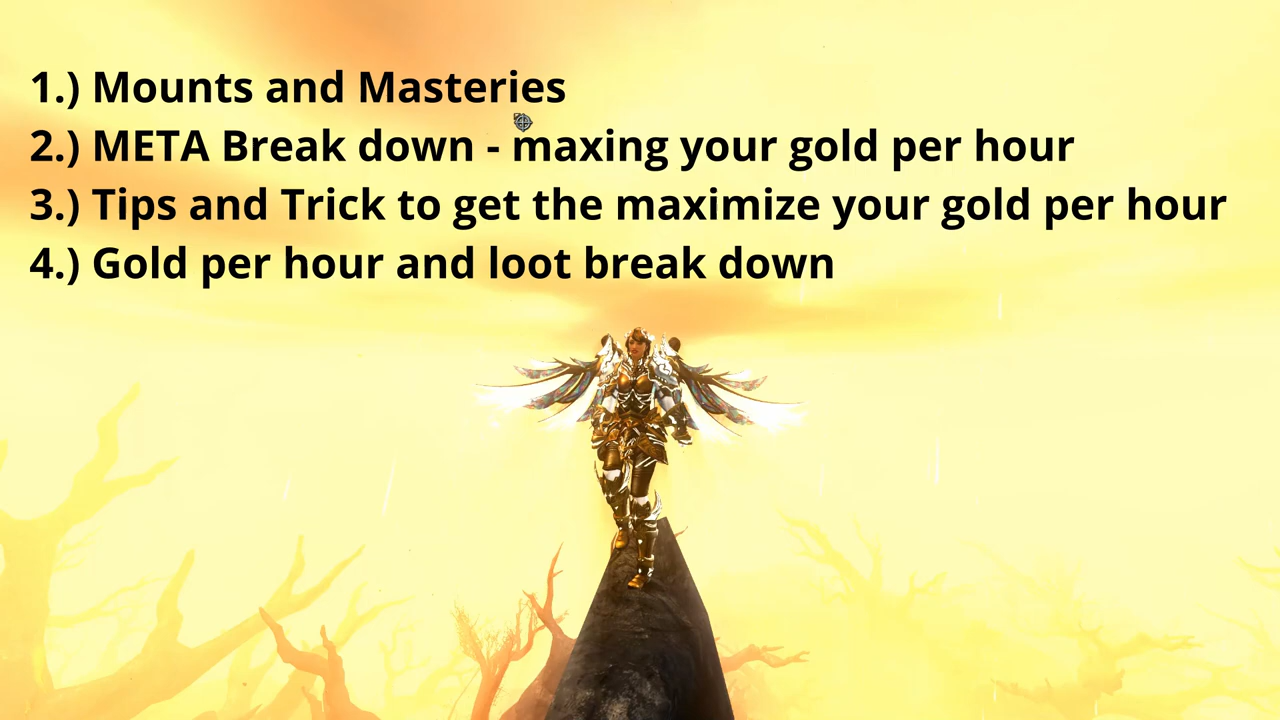 1.) Mounts and Masteries
2.) META Break down - maxing your gold per hour
3.) Tips and Trick to get the maximize your gold per hour
4.) Gold per hour and loot break down